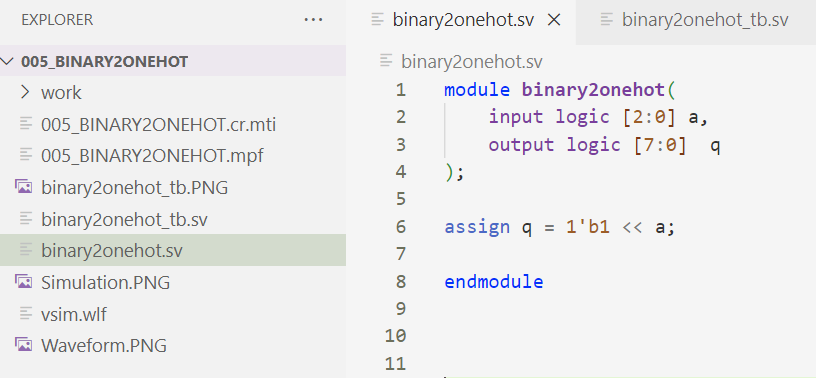 EXPLORER ...
005_BINARY2ONEHOT
work
005_BINARY2ONEHOT.cr.mti
005_BINARY2ONEHOT.mpf
binary2onehot_tb.PNG
binary2onehot_tb.sv
binary2onehot.sv
Simulation.PNG
vsim.wlf
Waveform.PNG
binary2onehot.sv binary2onehot_tb.sv
binary2onehot.sv
1 module binary2onehot(
2     input logic [2:0] a,
3     output logic [7:0]  q
4 );
5
6 assign q = 1'b1 << a;
7
8 endmodule
9
10
11